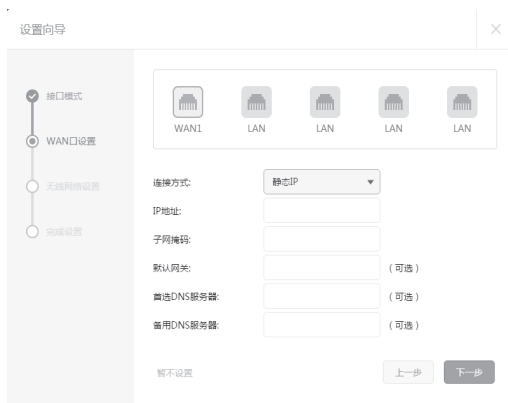 设置向导
接口模式
WAN口设置
无线网络设置
完成设置
WAN1 LAN LAN LAN LAN
连接方式: 静态IP
IP地址:
子网掩码:
默认网关: (可选)
首选DNS服务器: (可选)
备用DNS服务器: (可选)
暂不设置 上一步 下一步